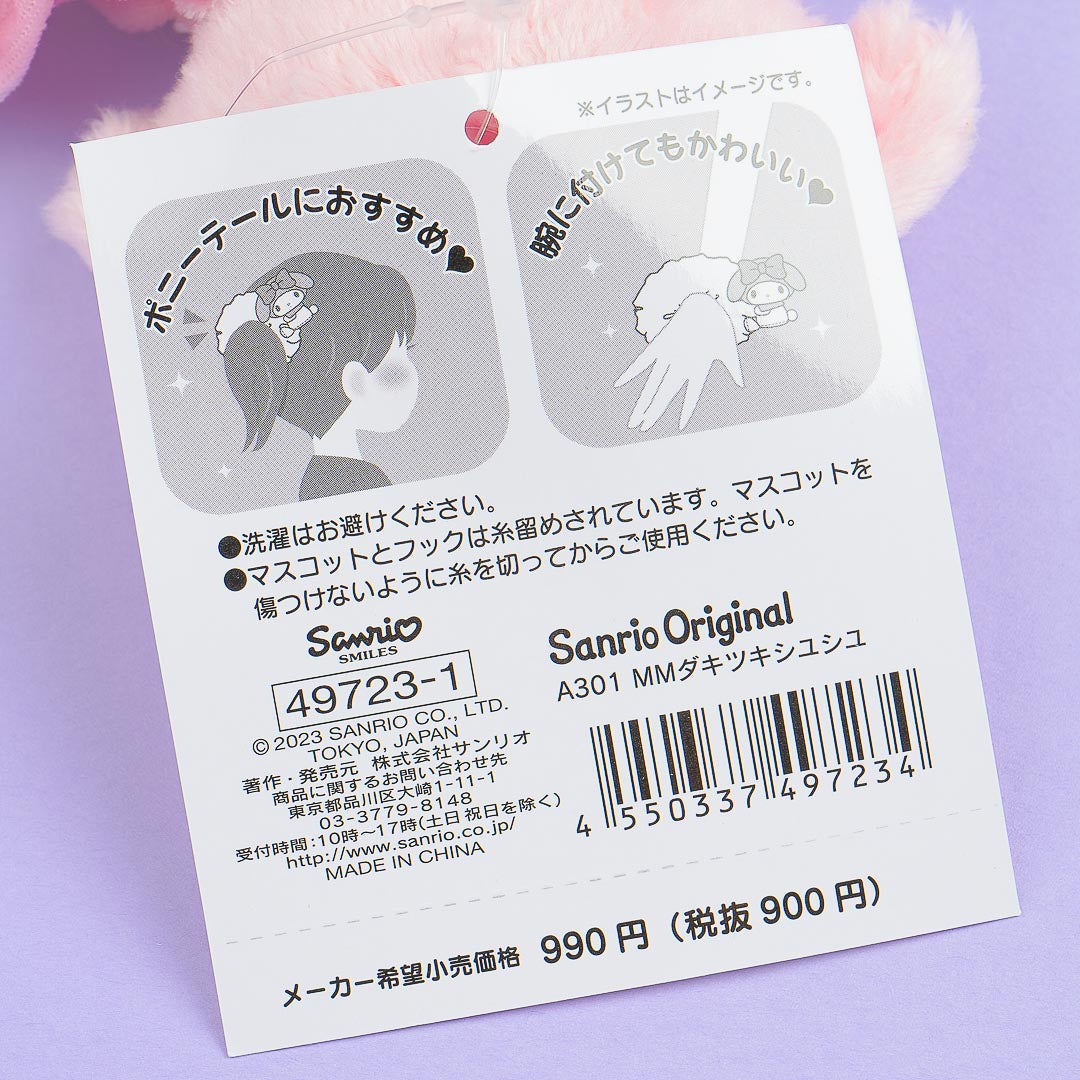 ※イラストはイメージです。
ポニーテールにおすすめ♥
腕に付けてもかわいい♥
●洗濯はお避けください。
●マスコットとフックは糸留めされています。マスコットを
傷つけないように糸を切ってからご使用ください。
Sanrio
SMILES
49723-1
© 2023 SANRIO CO., LTD.
TOKYO, JAPAN
著作・発売元 株式会社サンリオ
商品に関するお問い合わせ先
東京都品川区大崎1-11-1
03-3779-8148
受付時間:10時〜17時(土日祝日を除く)
http://www.sanrio.co.jp/
MADE IN CHINA
Sanrio Original
A301 MMダキツキシユシユ
4 550337 497234
メーカー希望小売価格 990円（税抜900円）